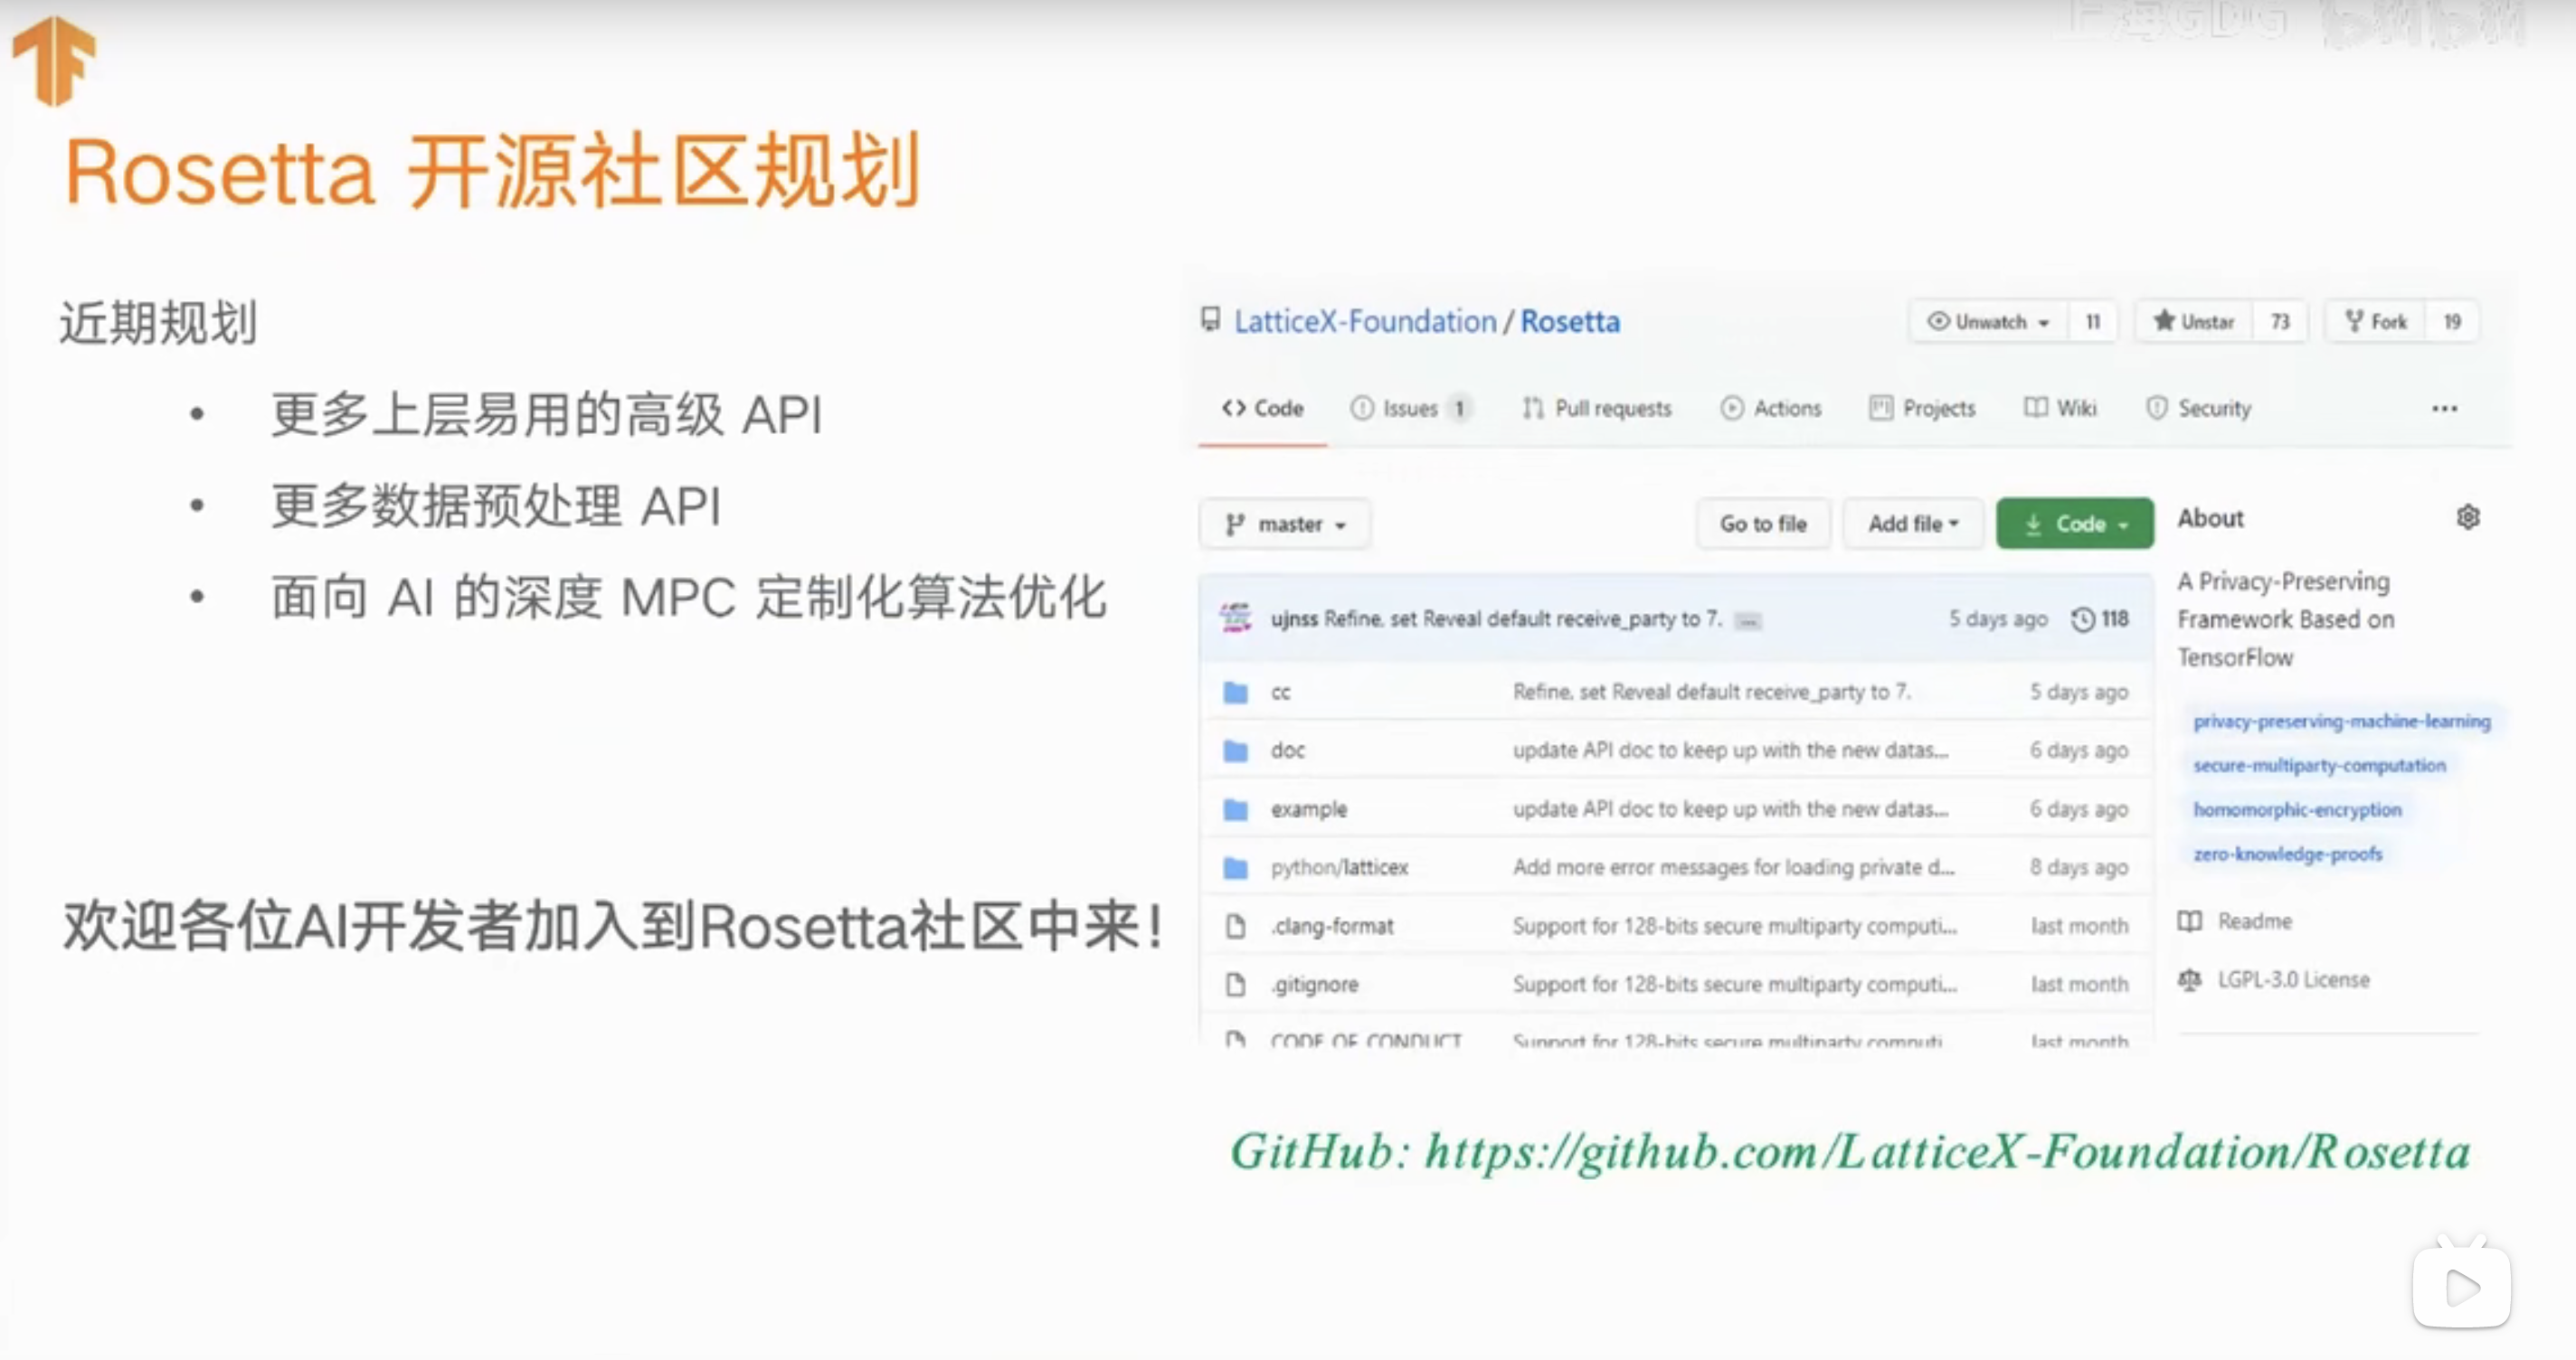 上海GDG bilibili
Rosetta 开源社区规划
近期规划
• 更多上层易用的高级 API
• 更多数据预处理 API
• 面向 AI 的深度 MPC 定制化算法优化
欢迎各位AI开发者加入到Rosetta社区中来！
LatticeX-Foundation / Rosetta
Unwatch 11 Unstar 73 Fork 19
Code Issues 1 Pull requests Actions Projects Wiki Security ...
master Go to file Add file Code
ujnss Refine, set Reveal default receive_party to 7. ... 5 days ago 118
cc Refine, set Reveal default receive_party to 7. 5 days ago
doc update API doc to keep up with the new datas... 6 days ago
example update API doc to keep up with the new datas... 6 days ago
python/latticex Add more error messages for loading private d... 8 days ago
.clang-format Support for 128-bits secure multiparty computi... last month
.gitignore Support for 128-bits secure multiparty computi... last month
CODE_OF_CONDUCT Support for 128-bits secure multiparty computi... last month
About
A Privacy-Preserving
Framework Based on
TensorFlow
privacy-preserving-machine-learning
secure-multiparty-computation
homomorphic-encryption
zero-knowledge-proofs
Readme
LGPL-3.0 License
GitHub: https://github.com/LatticeX-Foundation/Rosetta